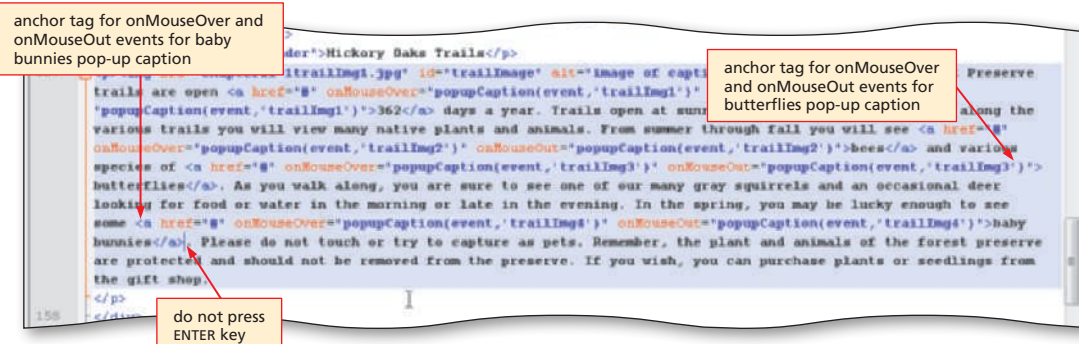 anchor tag for onMouseOver and
onMouseOut events for baby
bunnies pop-up caption
der">Hickory Oaks Trails</p>
anchor tag for onMouseOver
and onMouseOut events for
butterflies pop-up caption
1trailImg1.jpg" id="trailImage" alt="image of capti Preserve
trails are open <a href="#" onMouseOver="popupCaption(event,'trailImg1')"
"popupCaption(event,'trailImg1')">362</a> days a year. Trails open at sun along the
various trails you will view many native plants and animals. From summer through fall you will see <a href="#"
onMouseOver="popupCaption(event,'trailImg2')" onMouseOut="popupCaption(event,'trailImg2')">bees</a> and various
species of <a href="#" onMouseOver="popupCaption(event,'trailImg3')" onMouseOut="popupCaption(event,'trailImg3')">
butterflies</a>. As you walk along, you are sure to see one of our many gray squirrels and an occasional deer
looking for food or water in the morning or late in the evening. In the spring, you may be lucky enough to see
some <a href="#" onMouseOver="popupCaption(event,'trailImg4')" onMouseOut="popupCaption(event,'trailImg4')">baby
bunnies</a>. Please do not touch or try to capture as pets. Remember, the plant and animals of the forest preserve
are protected and should not be removed from the preserve. If you wish, you can purchase plants or seedlings from
the gift shop.
</p>
158 </div>
do not press
ENTER key